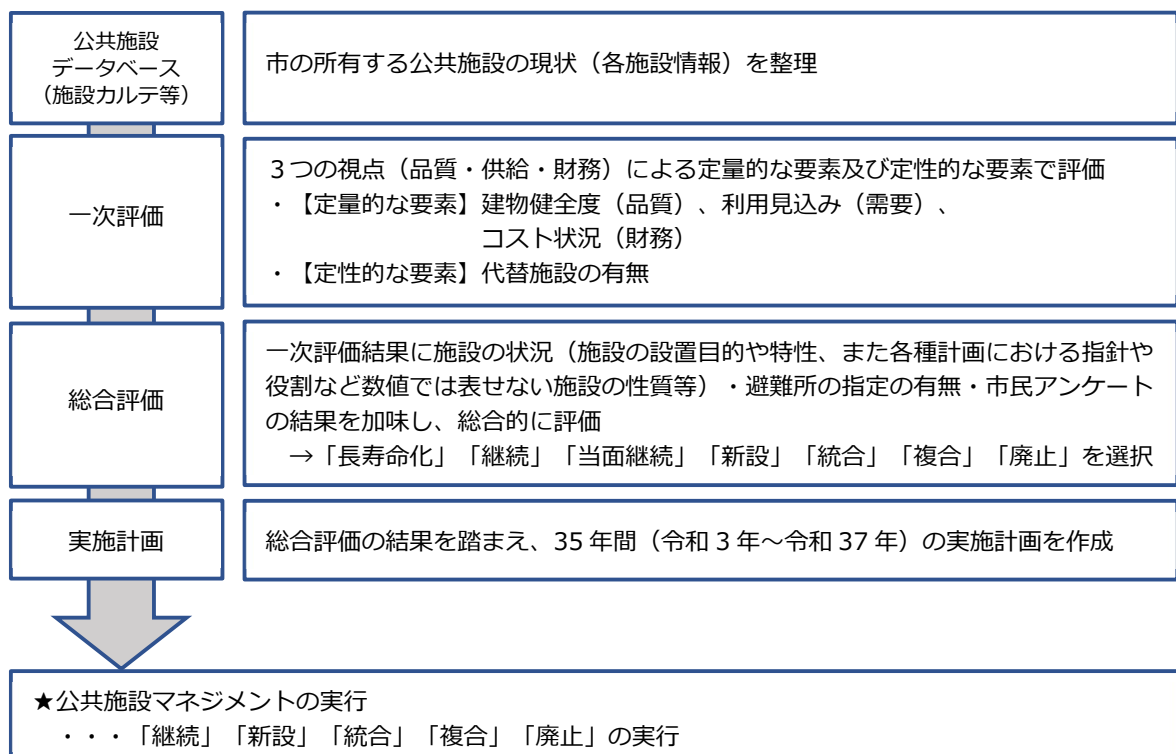 公共施設
データベース
（施設カルテ等）
市の所有する公共施設の現状（各施設情報）を整理
一次評価
３つの視点（品質・供給・財務）による定量的な要素及び定性的な要素で評価
・【定量的な要素】建物健全度（品質）、利用見込み（需要）、
コスト状況（財務）
・【定性的な要素】代替施設の有無
総合評価
一次評価結果に施設の状況（施設の設置目的や特性、また各種計画における指針や
役割など数値では表せない施設の性質等）・避難所の指定の有無・市民アンケート
の結果を加味し、総合的に評価
→「長寿命化」「継続」「当面継続」「新設」「統合」「複合」「廃止」を選択
実施計画
総合評価の結果を踏まえ、35 年間（令和 3 年～令和 37 年）の実施計画を作成
★公共施設マネジメントの実行
・・・「継続」「新設」「統合」「複合」「廃止」の実行